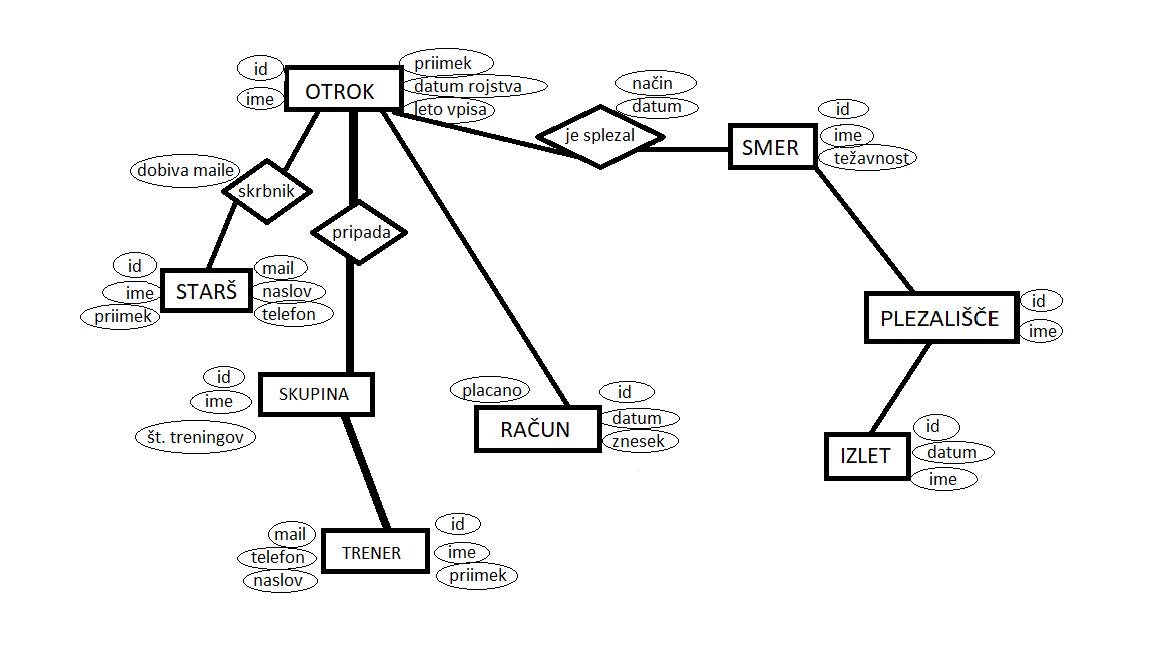 id
ime
OTROK
priimek
datum rojstva
leto vpisa
način
datum
je splezal
SMER
id
ime
težavnost
dobiva maile
skrbnik
pripada
id
ime
priimek
STARŠ
mail
naslov
telefon
PLEZALIŠČE
id
ime
id
ime
št. treningov
SKUPINA
placano
RAČUN
id
datum
znesek
IZLET
id
datum
ime
mail
telefon
naslov
TRENER
id
ime
priimek